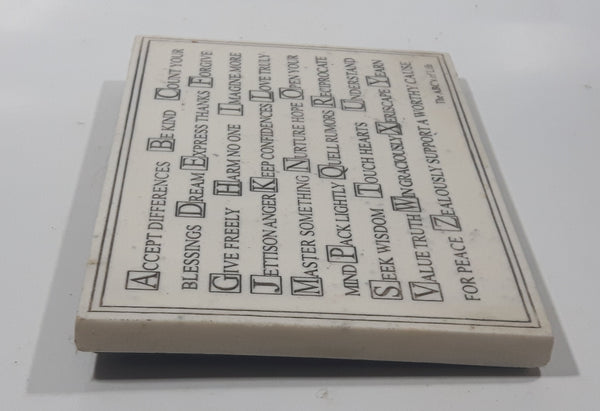 ACCEPT DIFFERENCES BE KIND COUNT YOUR
BLESSINGS DREAM EXPRESS THANKS FORGIVE
GIVE FREELY HARM NO ONE IMAGINE MORE
JETTISON ANGER KEEP CONFIDENCES LOVE TRULY
MASTER SOMETHING NURTURE HOPE OPEN YOUR
MIND PACK LIGHTLY QUELL RUMORS RECIPROCATE
SEEK WISDOM TOUCH HEARTS UNDERSTAND
VALUE TRUTH WIN GRACIOUSLY XERISCAPE YEARN
FOR PEACE ZEALOUSLY SUPPORT A WORTHY CAUSE
The ABC's of Life